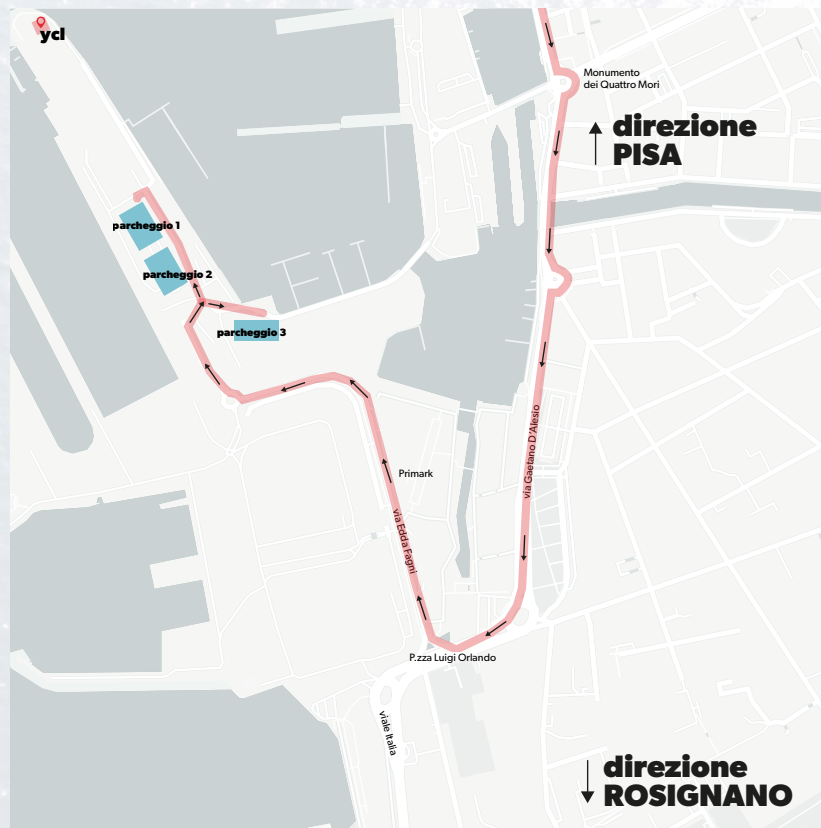 ycl
Monumento
dei Quattro Mori
direzione
PISA
parcheggio 1
parcheggio 2
parcheggio 3
via Gaetano D'Alesio
Primark
via Edda Fagni
P.zza Luigi Orlando
viale Italia
direzione
ROSIGNANO